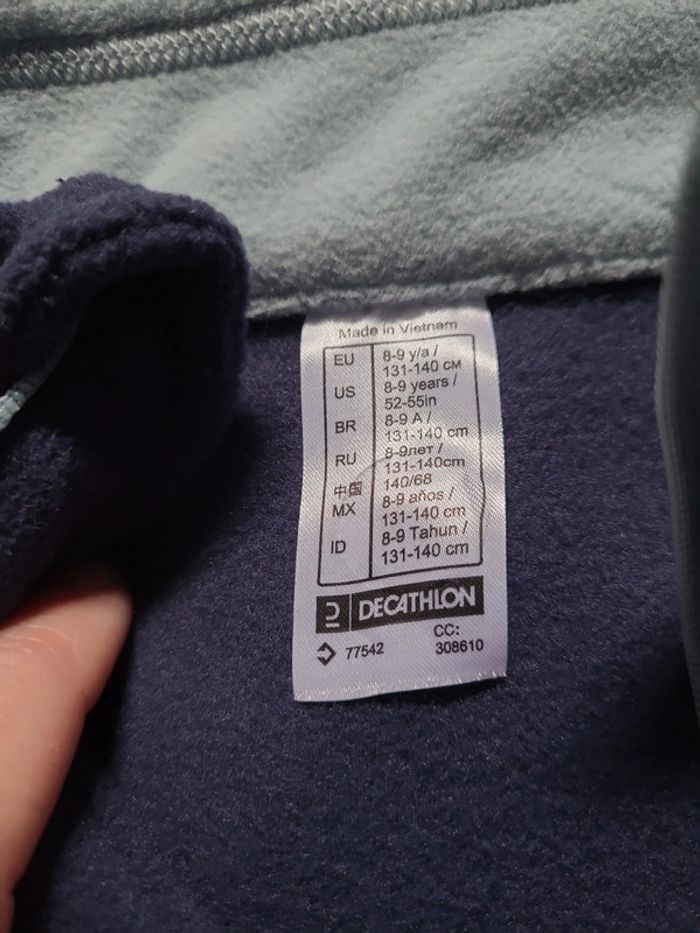 Made in Vietnam
EU 8-9 y/a /
131-140 см
US 8-9 years /
52-55in
BR 8-9 A /
131-140 cm
RU 8-9лет /
131-140cm
中国 140/68
MX 8-9 años /
131-140 cm
ID 8-9 Tahun /
131-140 cm
DECATHLON
77542 CC:
308610